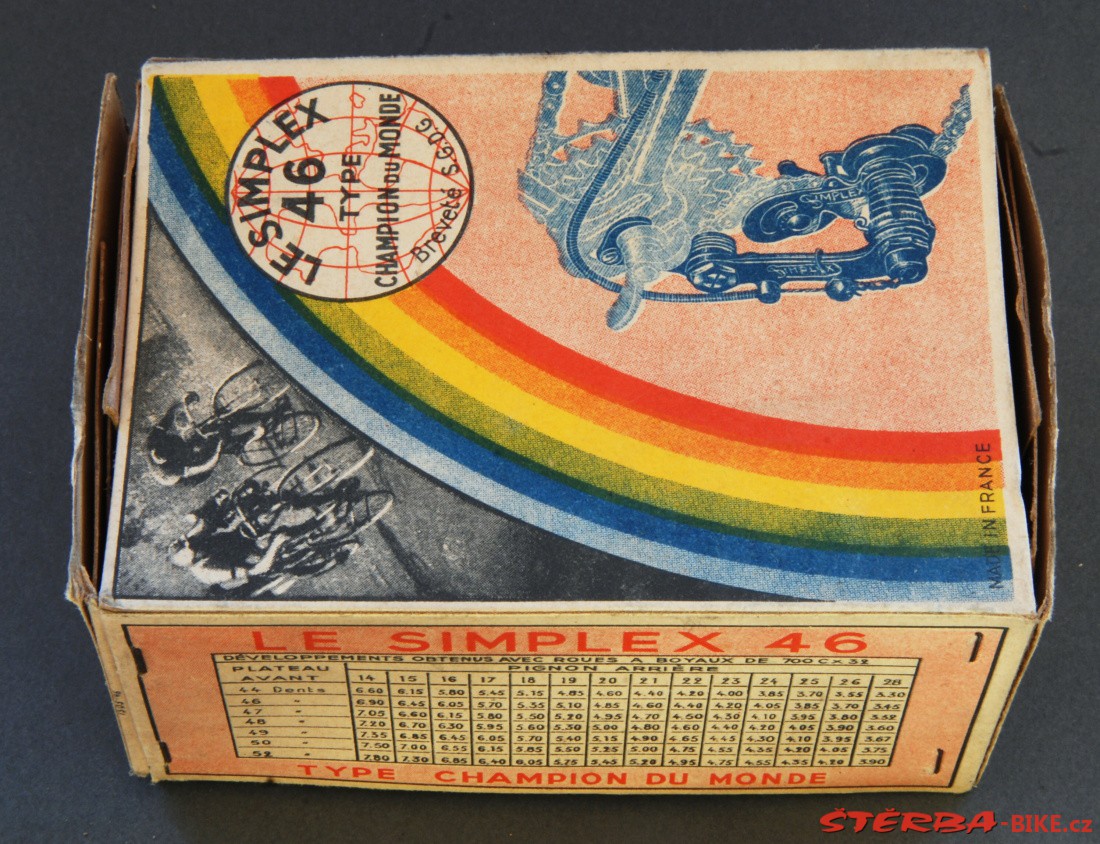 LE SIMPLEX
46
TYPE
CHAMPION DU MONDE
Breveté S.G.D.G
SIMPLEX
SIMPLEX
MADE IN FRANCE
LE SIMPLEX 46
DÉVELOPPEMENTS OBTENUS AVEC ROUES A BOYAUX DE 700 C x 32
PLATEAU AVANT PIGNON ARRIÈRE
14 15 16 17 18 19 20 21 22 23 24 25 26 28
44 Dents 6.60 6.15 5.80 5.45 5.15 4.85 4.60 4.40 4.20 4.00 3.85 3.70 3.55 3.30
46 " 6.90 6.45 6.05 5.70 5.35 5.10 4.85 4.60 4.40 4.20 4.05 3.85 3.70 3.45
47 " 7.05 6.60 6.15 5.80 5.50 5.20 4.95 4.70 4.50 4.30 4.10 3.95 3.80 3.52
48 " 7.20 6.70 6.30 5.95 5.60 5.30 5.00 4.80 4.60 4.40 4.20 4.05 3.90 3.60
49 " 7.35 6.85 6.45 6.05 5.70 5.40 5.15 4.90 4.65 4.45 4.30 4.10 3.95 3.67
50 " 7.50 7.00 6.55 6.15 5.85 5.50 5.25 5.00 4.75 4.55 4.35 4.20 4.05 3.75
52 " 7.80 7.30 6.85 6.40 6.05 5.75 5.45 5.20 4.95 4.75 4.55 4.35 4.20 3.90
TYPE CHAMPION DU MONDE
ŠTĚRBA-BIKE.cz